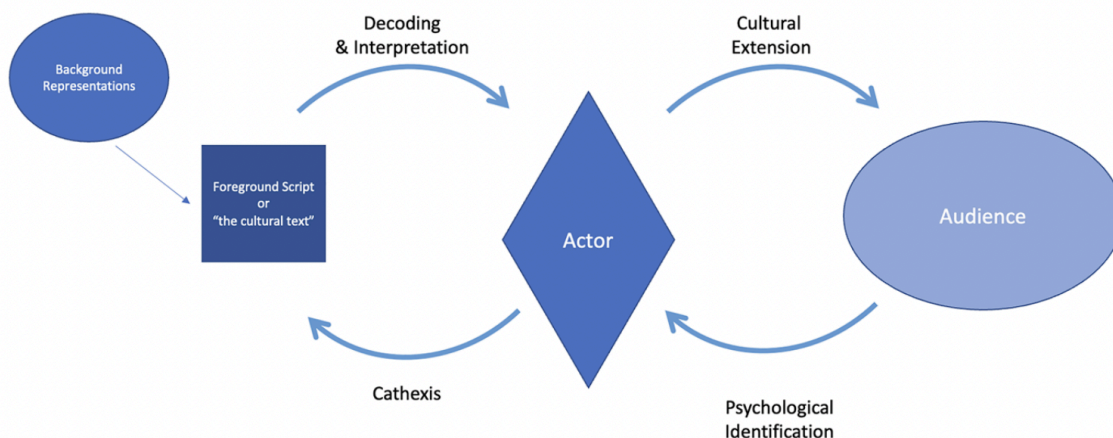 Decoding
& Interpretation
Cultural
Extension
Background
Representations
Foreground Script
or
“the cultural text”
Actor
Audience
Cathexis
Psychological
Identification